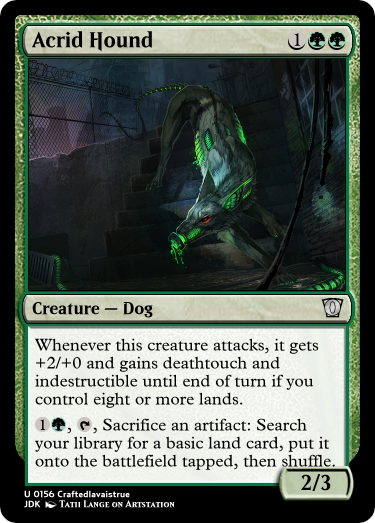 Acrid Hound 1
Creature — Dog
Whenever this creature attacks, it gets
+2/+0 and gains deathtouch and
indestructible until end of turn if you
control eight or more lands.
1, , Sacrifice an artifact: Search
your library for a basic land card, put it
onto the battlefield tapped, then shuffle.
2/3
U 0156 Craftedlavaistrue
JDK Tath Lange on Artstation